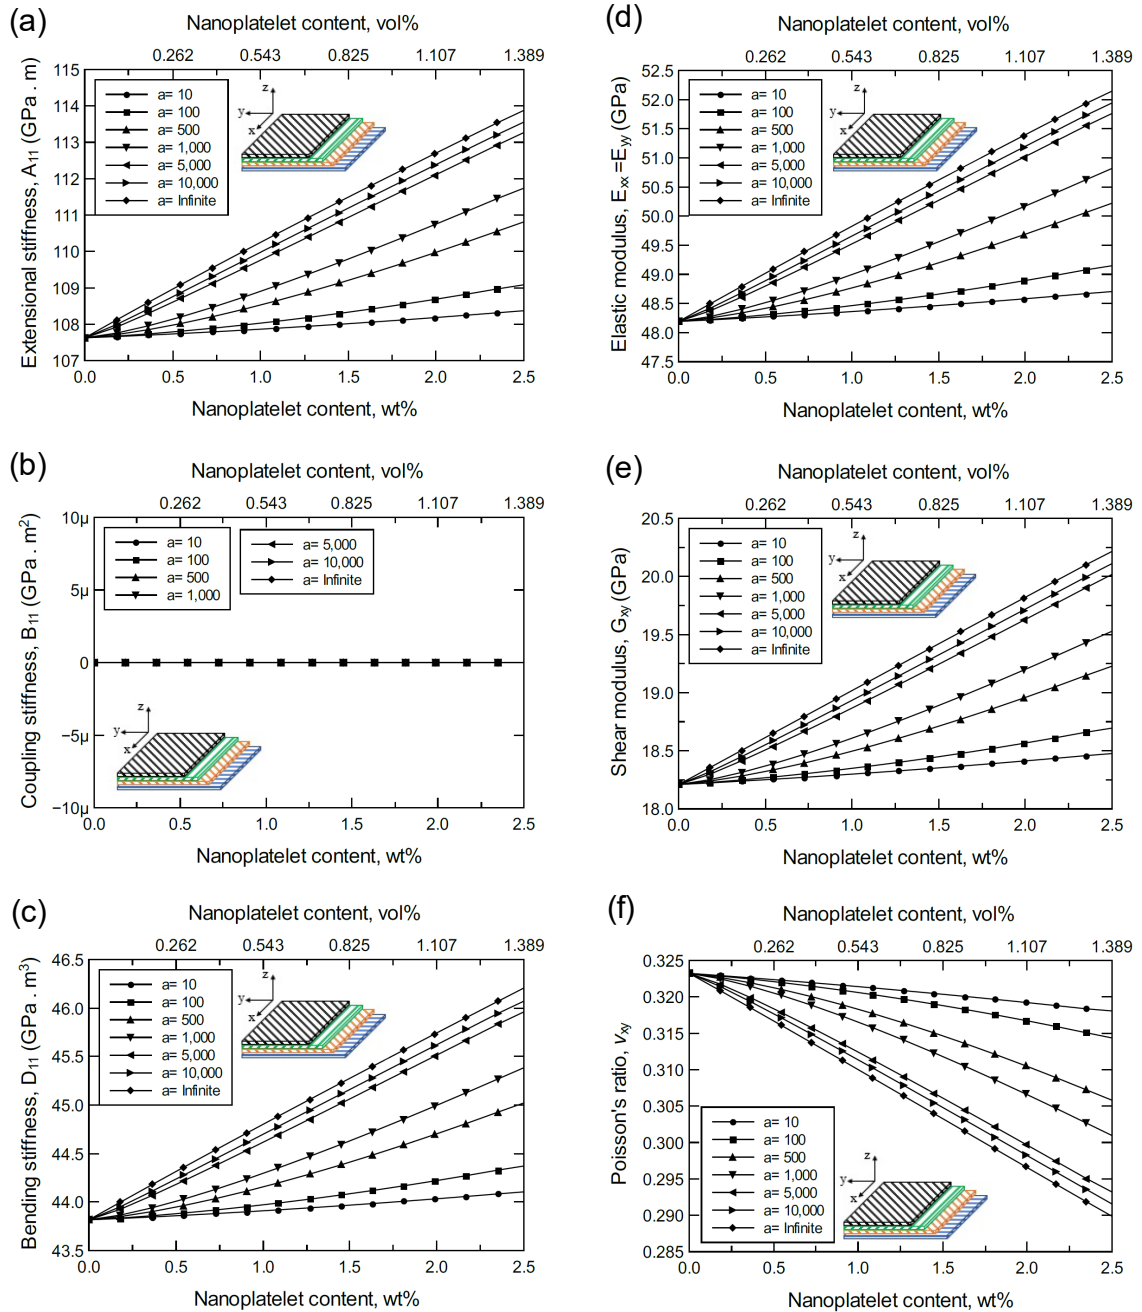 (a)
Nanoplatelet content, vol%
0.262 0.543 0.825 1.107 1.389
Extensional stiffness, A11 (GPa . m)
115
114
113
112
111
110
109
108
107
a= 10
a= 100
a= 500
a= 1,000
a= 5,000
a= 10,000
a= Infinite
z
y
x
0.0 0.5 1.0 1.5 2.0 2.5
Nanoplatelet content, wt%
(d)
Nanoplatelet content, vol%
0.262 0.543 0.825 1.107 1.389
Elastic modulus, Exx =Eyy (GPa)
52.5
52.0
51.5
51.0
50.5
50.0
49.5
49.0
48.5
48.0
47.5
a= 10
a= 100
a= 500
a= 1,000
a= 5,000
a= 10,000
a= Infinite
z
y
x
0.0 0.5 1.0 1.5 2.0 2.5
Nanoplatelet content, wt%
(b)
Nanoplatelet content, vol%
0.262 0.543 0.825 1.107 1.389
Coupling stiffness, B11 (GPa . m²)
10µ
5µ
0
−5µ
−10µ
a= 10
a= 100
a= 500
a= 1,000
a= 5,000
a= 10,000
a= Infinite
z
y
x
0.0 0.5 1.0 1.5 2.0 2.5
Nanoplatelet content, wt%
(e)
Nanoplatelet content, vol%
0.262 0.543 0.825 1.107 1.389
Shear modulus, Gxy (GPa)
20.5
20.0
19.5
19.0
18.5
18.0
a= 10
a= 100
a= 500
a= 1,000
a= 5,000
a= 10,000
a= Infinite
z
y
x
0.0 0.5 1.0 1.5 2.0 2.5
Nanoplatelet content, wt%
(c)
Nanoplatelet content, vol%
0.262 0.543 0.825 1.107 1.389
Bending stiffness, D11 (GPa . m³)
46.5
46.0
45.5
45.0
44.5
44.0
43.5
a= 10
a= 100
a= 500
a= 1,000
a= 5,000
a= 10,000
a= Infinite
z
y
x
0.0 0.5 1.0 1.5 2.0 2.5
Nanoplatelet content, wt%
(f)
Nanoplatelet content, vol%
0.262 0.543 0.825 1.107 1.389
Poisson's ratio, vxy
0.325
0.320
0.315
0.310
0.305
0.300
0.295
0.290
0.285
a= 10
a= 100
a= 500
a= 1,000
a= 5,000
a= 10,000
a= Infinite
z
y
x
0.0 0.5 1.0 1.5 2.0 2.5
Nanoplatelet content, wt%